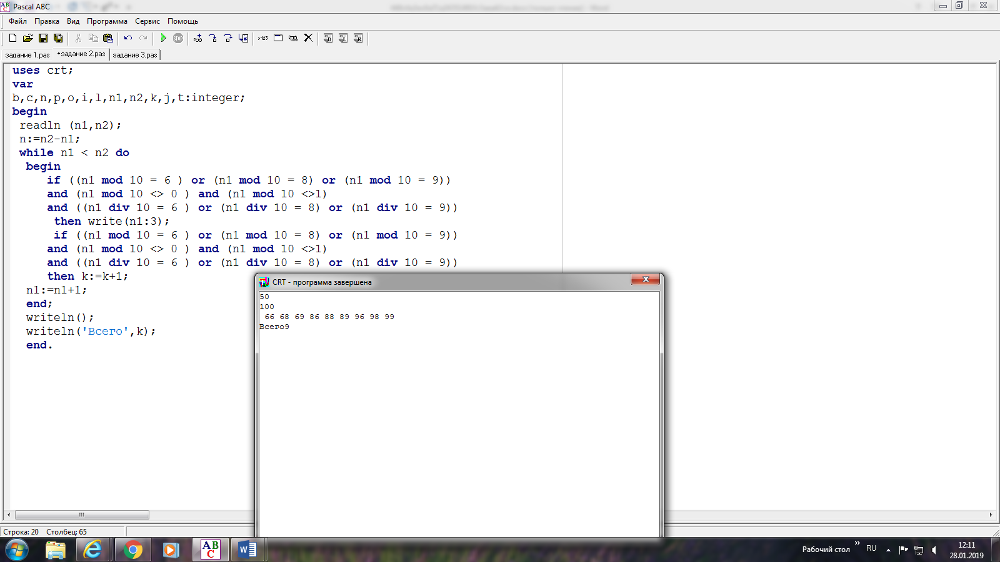 Pascal ABC
Файл Правка Вид Программа Сервис Помощь
STOP >123 D L R
задание 1.pas •задание 2.pas задание 3.pas
uses crt;
var
b,c,n,p,o,i,l,n1,n2,k,j,t:integer;
begin
readln (n1,n2);
n:=n2-n1;
while n1 < n2 do
begin
if ((n1 mod 10 = 6 ) or (n1 mod 10 = 8) or (n1 mod 10 = 9))
and (n1 mod 10 <> 0 ) and (n1 mod 10 <>1)
and ((n1 div 10 = 6 ) or (n1 div 10 = 8) or (n1 div 10 = 9))
then write(n1:3);
if ((n1 mod 10 = 6 ) or (n1 mod 10 = 8) or (n1 mod 10 = 9))
and (n1 mod 10 <> 0 ) and (n1 mod 10 <>1)
and ((n1 div 10 = 6 ) or (n1 div 10 = 8) or (n1 div 10 = 9))
then k:=k+1;
n1:=n1+1;
end;
writeln();
writeln('Всего',k);
end.
CRT - программа завершена
50
100
66 68 69 86 88 89 96 98 99
Всего9
Строка: 20 Столбец: 65
Рабочий стол » RU 12:11
28.01.2019